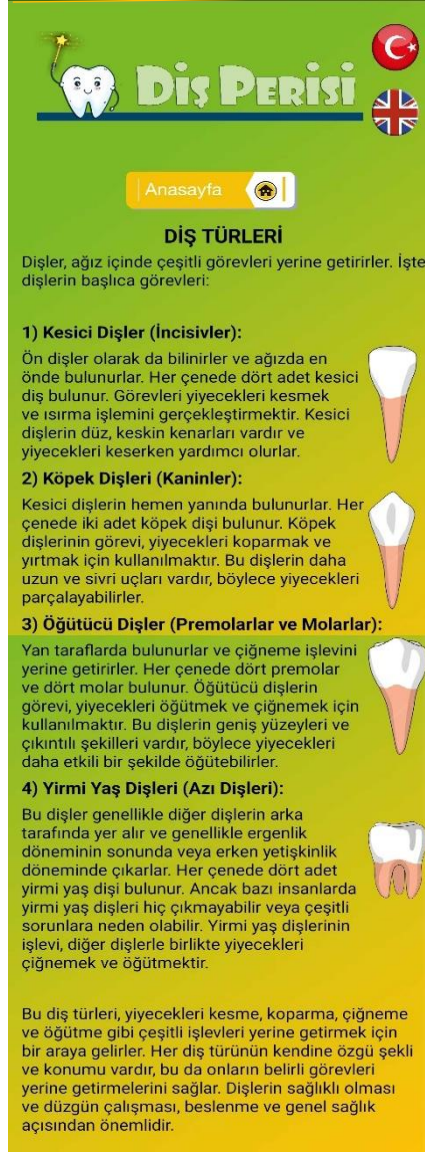 DİŞ PERİSİ
Anasayfa
DİŞ TÜRLERİ
Dişler, ağız içinde çeşitli görevleri yerine getirirler. İşte
dişlerin başlıca görevleri:
1) Kesici Dişler (İncisivler):
Ön dişler olarak da bilinirler ve ağızda en
önde bulunurlar. Her çenede dört adet kesici
diş bulunur. Görevleri yiyecekleri kesmek
ve ısırma işlemini gerçekleştirmektir. Kesici
dişlerin düz, keskin kenarları vardır ve
yiyecekleri keserken yardımcı olurlar.
2) Köpek Dişleri (Kaninler):
Kesici dişlerin hemen yanında bulunurlar. Her
çenede iki adet köpek dişi bulunur. Köpek
dişlerinin görevi, yiyecekleri koparmak ve
yırtmak için kullanılmaktır. Bu dişlerin daha
uzun ve sivri uçları vardır, böylece yiyecekleri
parçalayabilirler.
3) Öğütücü Dişler (Premolarlar ve Molarlar):
Yan taraflarda bulunurlar ve çiğneme işlevini
yerine getirirler. Her çenede dört premolar
ve dört molar bulunur. Öğütücü dişlerin
görevi, yiyecekleri öğütmek ve çiğnemek için
kullanılmaktır. Bu dişlerin geniş yüzeyleri ve
çıkıntılı şekilleri vardır, böylece yiyecekleri
daha etkili bir şekilde öğütebilirler.
4) Yirmi Yaş Dişleri (Azı Dişleri):
Bu dişler genellikle diğer dişlerin arka
tarafında yer alır ve genellikle ergenlik
döneminin sonunda veya erken yetişkinlik
döneminde çıkarlar. Her çenede dört adet
yirmi yaş dişi bulunur. Ancak bazı insanlarda
yirmi yaş dişleri hiç çıkmayabilir veya çeşitli
sorunlara neden olabilir. Yirmi yaş dişlerinin
işlevi, diğer dişlerle birlikte yiyecekleri
çiğnemek ve öğütmektir.
Bu diş türleri, yiyecekleri kesme, koparma, çiğneme
ve öğütme gibi çeşitli işlevleri yerine getirmek için
bir araya gelirler. Her diş türünün kendine özgü şekli
ve konumu vardır, bu da onların belirli görevleri
yerine getirmelerini sağlar. Dişlerin sağlıklı olması
ve düzgün çalışması, beslenme ve genel sağlık
açısından önemlidir.